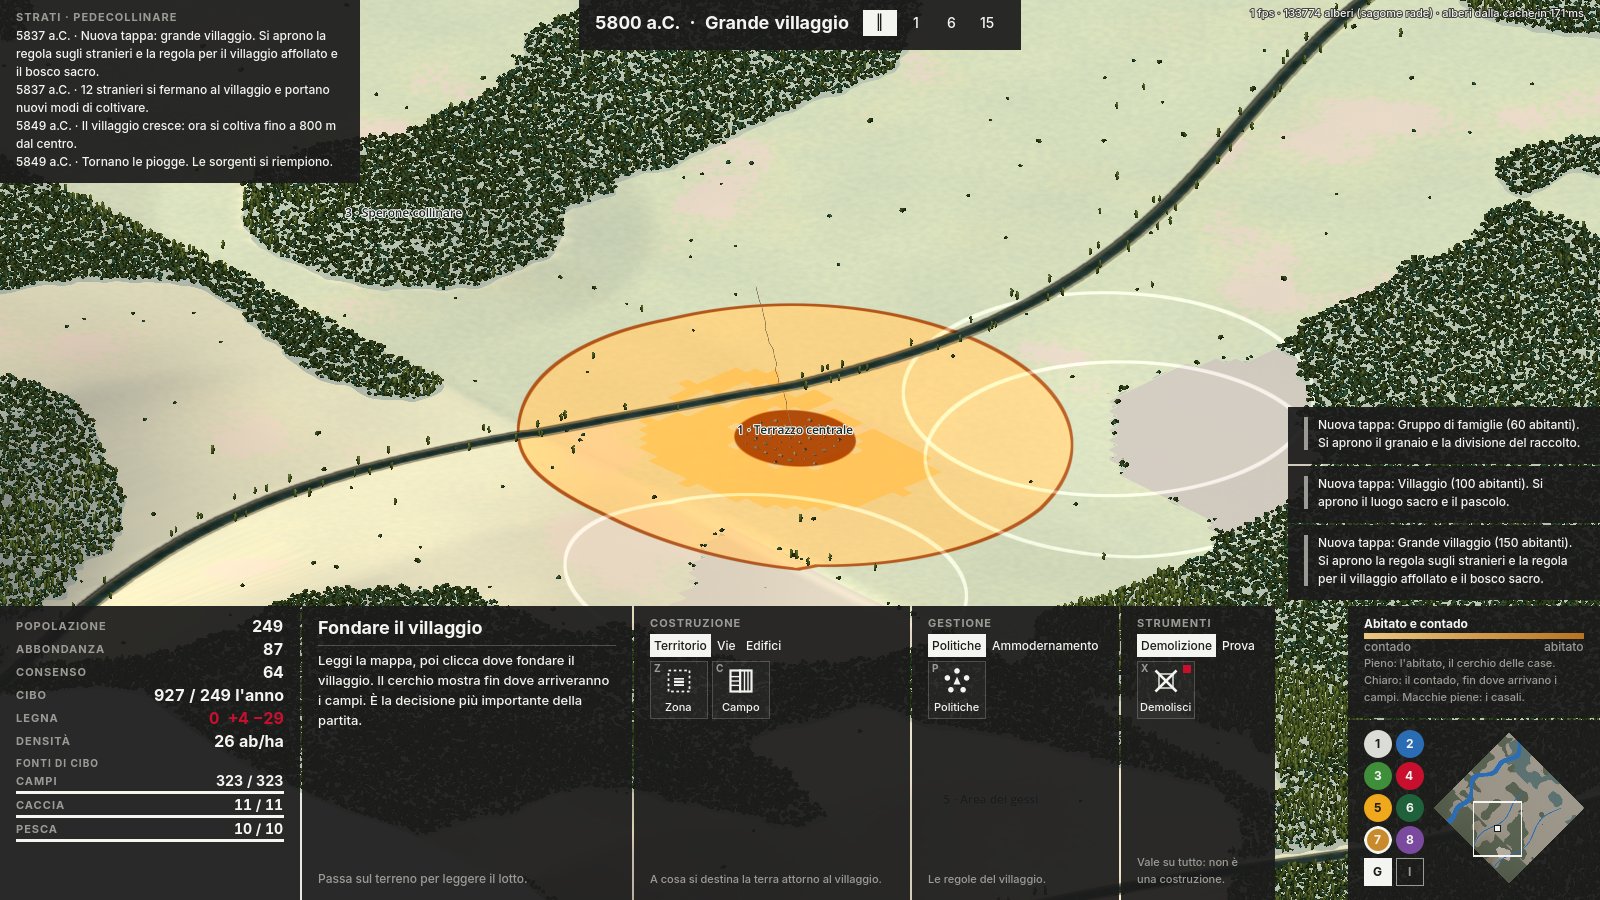 STRATI · PEDECOLLINARE
5837 a.C. · Nuova tappa: grande villaggio. Si aprono la
regola sugli stranieri e la regola per il villaggio affollato e
il bosco sacro.
5837 a.C. · 12 stranieri si fermano al villaggio e portano
nuovi modi di coltivare.
5849 a.C. · Il villaggio cresce: ora si coltiva fino a 800 m
dal centro.
5849 a.C. · Tornano le piogge. Le sorgenti si riempiono.
5800 a.C. · Grande villaggio
1 6 15
1 fps · 133774 alberi (sagome rade) · alberi dalla cache in 171 ms
3 · Sperone collinare
1 · Terrazzo centrale
Nuova tappa: Gruppo di famiglie (60 abitanti).
Si aprono il granaio e la divisione del raccolto.
Nuova tappa: Villaggio (100 abitanti). Si
aprono il luogo sacro e il pascolo.
Nuova tappa: Grande villaggio (150 abitanti).
Si aprono la regola sugli stranieri e la regola
per il villaggio affollato e il bosco sacro.
POPOLAZIONE 249
ABBONDANZA 87
CONSENSO 64
CIBO 927 / 249 l'anno
LEGNA 0 +4 −29
DENSITÀ 26 ab/ha
FONTI DI CIBO
CAMPI 323 / 323
CACCIA 11 / 11
PESCA 10 / 10
Fondare il villaggio
Leggi la mappa, poi clicca dove fondare il
villaggio. Il cerchio mostra fin dove arriveranno
i campi. È la decisione più importante della
partita.
Passa sul terreno per leggere il lotto.
COSTRUZIONE
Territorio Vie Edifici
Z C
Zona Campo
A cosa si destina la terra attorno al villaggio.
GESTIONE
Politiche Ammodernamento
P
Politiche
5 · Area dei gessi
Le regole del villaggio.
STRUMENTI
Demolizione Prova
X
Demolisci
Vale su tutto: non è
una costruzione.
Abitato e contado
contado abitato
Pieno: l'abitato, il cerchio delle case.
Chiaro: il contado, fin dove arrivano i
campi. Macchie piene: i casali.
1 2
3 4
5 6
7 8
G I